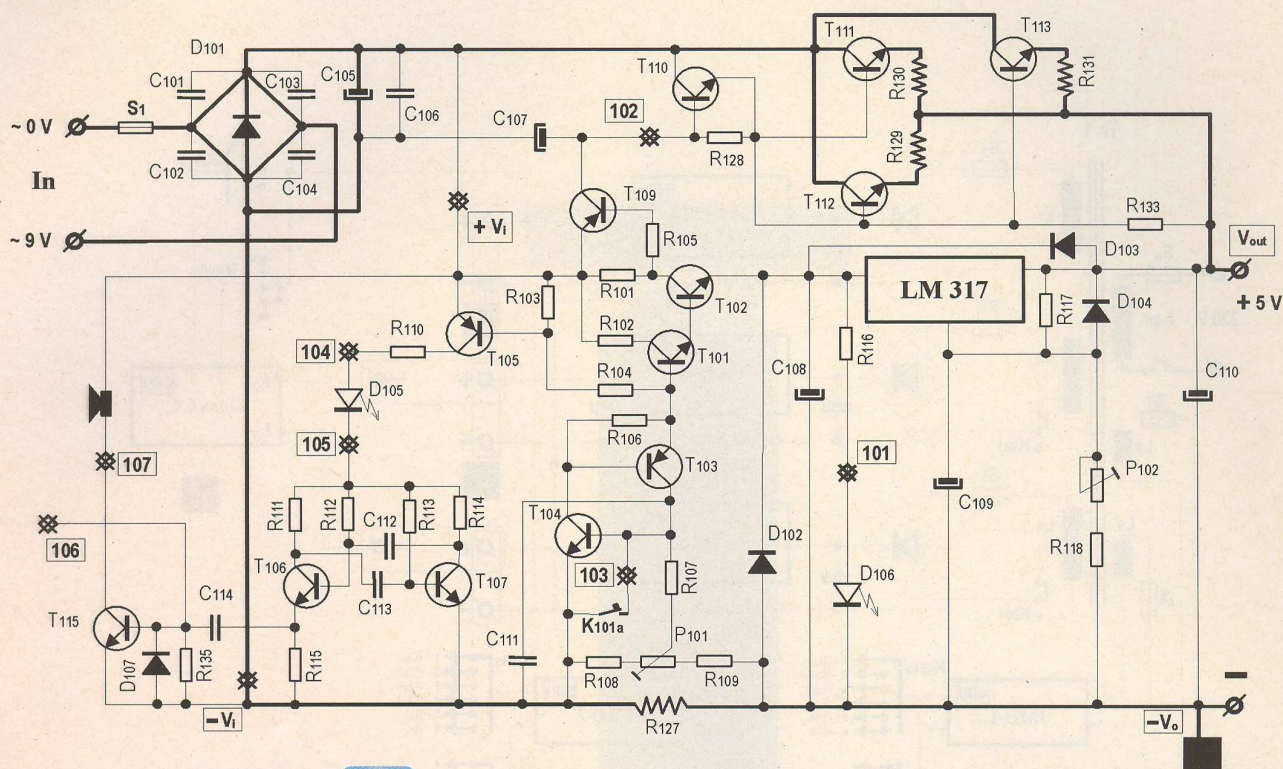 D101
C101
C103
C105
C106
S1
~ 0 V
In
~ 9 V
C102
C104
C107
102
T110
R128
T111
T113
R130
R131
R129
T112
R133
Vout
+ 5 V
+ Vi
T109
R105
R101
T102
R103
R102
T101
R104
R106
T103
T104
T105
R110
104
D105
105
107
106
R111
R112
C112
R113
R114
T106
C113
T107
T115
C114
D107
R135
R115
– Vi
C111
103
K101a
R107
P101
R108
R109
R127
D102
C108
R116
101
D106
LM 317
D103
R117
D104
C109
P102
R118
C110
–
–Vo